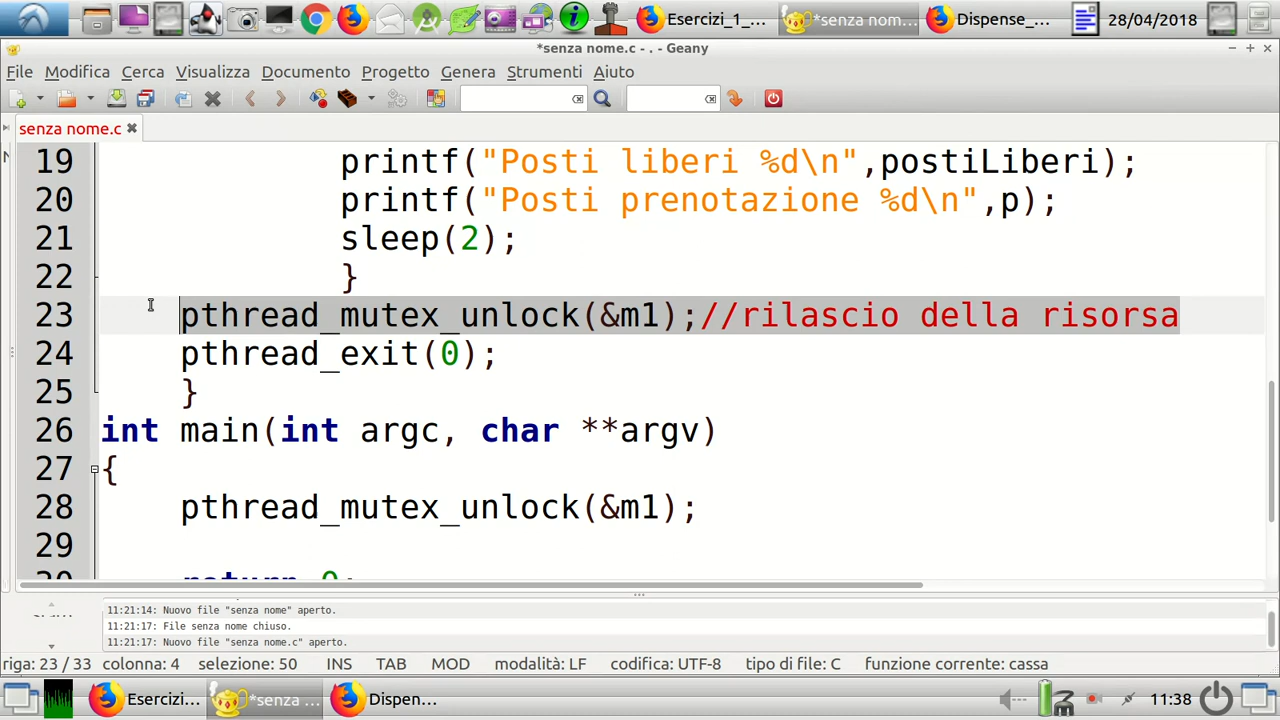 Esercizi_1_...
*senza nom...
Dispense_...
28/04/2018
*senza nome.c - . - Geany
File Modifica Cerca Visualizza Documento Progetto Genera Strumenti Aiuto
senza nome.c
19 printf("Posti liberi %d\n",postiLiberi);
20 printf("Posti prenotazione %d\n",p);
21 sleep(2);
22 }
23 pthread_mutex_unlock(&m1);//rilascio della risorsa
24 pthread_exit(0);
25 }
26 int main(int argc, char **argv)
27 {
28 pthread_mutex_unlock(&m1);
29
30 return 0;
11:21:14: Nuovo file "senza nome" aperto.
11:21:17: File senza nome chiuso.
11:21:17: Nuovo file "senza nome.c" aperto.
riga: 23 / 33 colonna: 4 selezione: 50 INS TAB MOD modalità: LF codifica: UTF-8 tipo di file: C funzione corrente: cassa
Esercizi...
*senza ...
Dispen...
11:38